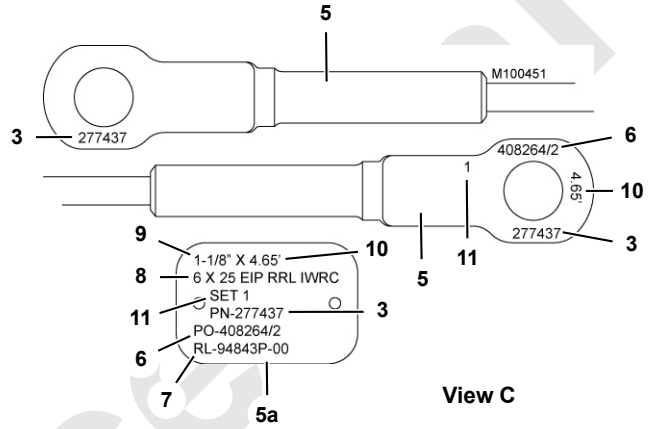 5
M100451
3
277437
408264/2
6
1
4.65'
10
277437
3
5
11
9
10
1-1/8" X 4.65'
8
6 X 25 EIP RRL IWRC
11
SET 1
PN-277437
3
6
PO-408264/2
RL-94843P-00
7
5a
View C